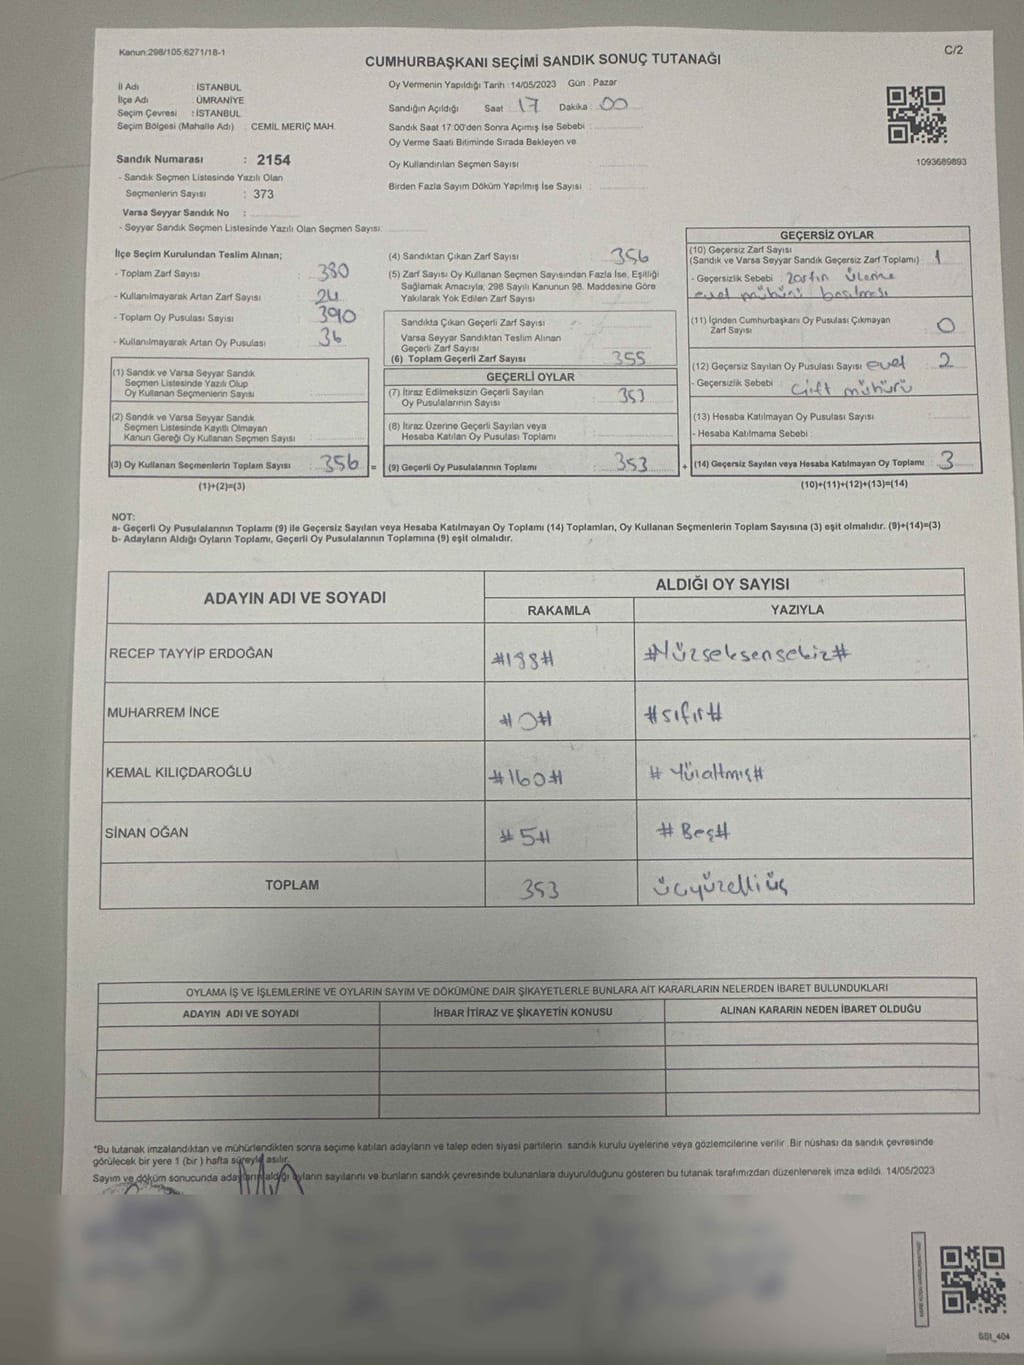 Kanun:298/105;6271/18-1
C/2
CUMHURBAŞKANI SEÇİMİ SANDIK SONUÇ TUTANAĞI
İl Adı : İSTANBUL
İlçe Adı : ÜMRANİYE
Seçim Çevresi : İSTANBUL
Seçim Bölgesi (Mahalle Adı) : CEMİL MERİÇ MAH.
Sandık Numarası : 2154
- Sandık Seçmen Listesinde Yazılı Olan
Seçmenlerin Sayısı : 373
Varsa Seyyar Sandık No :
- Seyyar Sandık Seçmen Listesinde Yazılı Olan Seçmen Sayısı:
Oy Vermenin Yapıldığı Tarih : 14/05/2023 Gün : Pazar
Sandığın Açıldığı Saat : 17 Dakika : 00
Sandık Saat 17:00'den Sonra Açımış İse Sebebi :
Oy Verme Saati Bitiminde Sırada Bekleyen ve
Oy Kullandırılan Seçmen Sayısı :
Birden Fazla Sayım Döküm Yapılmış İse Sayısı :
1093689893
İlçe Seçim Kurulundan Teslim Alınan;
- Toplam Zarf Sayısı : 380
- Kullanılmayarak Artan Zarf Sayısı : 24
- Toplam Oy Pusulası Sayısı : 390
- Kullanılmayarak Artan Oy Pusulası : 36
(1) Sandık ve Varsa Seyyar Sandık
Seçmen Listesinde Yazılı Olup
Oy Kullanan Seçmenlerin Sayısı :
(2) Sandık ve Varsa Seyyar Sandık
Seçmen Listesinde Kayıtlı Olmayan
Kanun Gereği Oy Kullanan Seçmen Sayısı :
(3) Oy Kullanan Seçmenlerin Toplam Sayısı : 356 =
(1)+(2)=(3)
(4) Sandıktan Çıkan Zarf Sayısı : 356
(5) Zarf Sayısı Oy Kullanan Seçmen Sayısından Fazla İse, Eşitliği
Sağlamak Amacıyla; 298 Sayılı Kanunun 98. Maddesine Göre
Yakılarak Yok Edilen Zarf Sayısı :
Sandıkta Çıkan Geçerli Zarf Sayısı :
Varsa Seyyar Sandıktan Teslim Alınan
Geçerli Zarf Sayısı :
(6) Toplam Geçerli Zarf Sayısı : 355
GEÇERLİ OYLAR
(7) İtiraz Edilmeksizin Geçerli Sayılan
Oy Pusulalarının Sayısı : 353
(8) İtiraz Üzerine Geçerli Sayılan veya
Hesaba Katılan Oy Pusulası Toplamı :
(9) Geçerli Oy Pusulalarının Toplamı : 353 +
GEÇERSİZ OYLAR
(10) Geçersiz Zarf Sayısı
(Sandık ve Varsa Seyyar Sandık Geçersiz Zarf Toplamı) : 1
- Geçersizlik Sebebi : zarfın üzerine
evet mühürü basılması
(11) İçinden Cumhurbaşkanı Oy Pusulası Çıkmayan
Zarf Sayısı : 0
(12) Geçersiz Sayılan Oy Pusulası Sayısı : evet 2
- Geçersizlik Sebebi : çift mühürü
(13) Hesaba Katılmayan Oy Pusulası Sayısı :
- Hesaba Katılmama Sebebi :
(14) Geçersiz Sayılan veya Hesaba Katılmayan Oy Toplamı : 3
(10)+(11)+(12)+(13)=(14)
NOT:
a- Geçerli Oy Pusulalarının Toplamı (9) ile Geçersiz Sayılan veya Hesaba Katılmayan Oy Toplamı (14) Toplamları, Oy Kullanan Seçmenlerin Toplam Sayısına (3) eşit olmalıdır. (9)+(14)=(3)
b- Adayların Aldığı Oyların Toplamı, Geçerli Oy Pusulalarının Toplamına (9) eşit olmalıdır.
ADAYIN ADI VE SOYADI
ALDIĞI OY SAYISI
RAKAMLA YAZIYLA
RECEP TAYYİP ERDOĞAN #188# #Yüzseksensekiz#
MUHARREM İNCE #0# #sıfır#
KEMAL KILIÇDAROĞLU #160# #Yüzaltmış#
SİNAN OĞAN #5# #Beş#
TOPLAM 353 üçyüzelliüç
OYLAMA İŞ VE İŞLEMLERİNE VE OYLARIN SAYIM VE DÖKÜMÜNE DAİR ŞİKAYETLERLE BUNLARA AİT KARARLARIN NELERDEN İBARET BULUNDUKLARI
ADAYIN ADI VE SOYADI İHBAR İTİRAZ VE ŞİKAYETİN KONUSU ALINAN KARARIN NEDEN İBARET OLDUĞU
*Bu tutanak imzalandıktan ve mühürlendikten sonra seçime katılan adayların ve talep eden siyasi partilerin sandık kurulu üyelerine veya gözlemcilerine verilir. Bir nüshası da sandık çevresinde
görülecek bir yere 1 (bir ) hafta süreyle asılır.
Sayım ve döküm sonucunda adayların aldığı oyların sayılarını ve bunların sandık çevresinde bulunanlara duyurulduğunu gösteren bu tutanak tarafımızdan düzenlenerek imza edildi. 14/05/2023
SSt_404